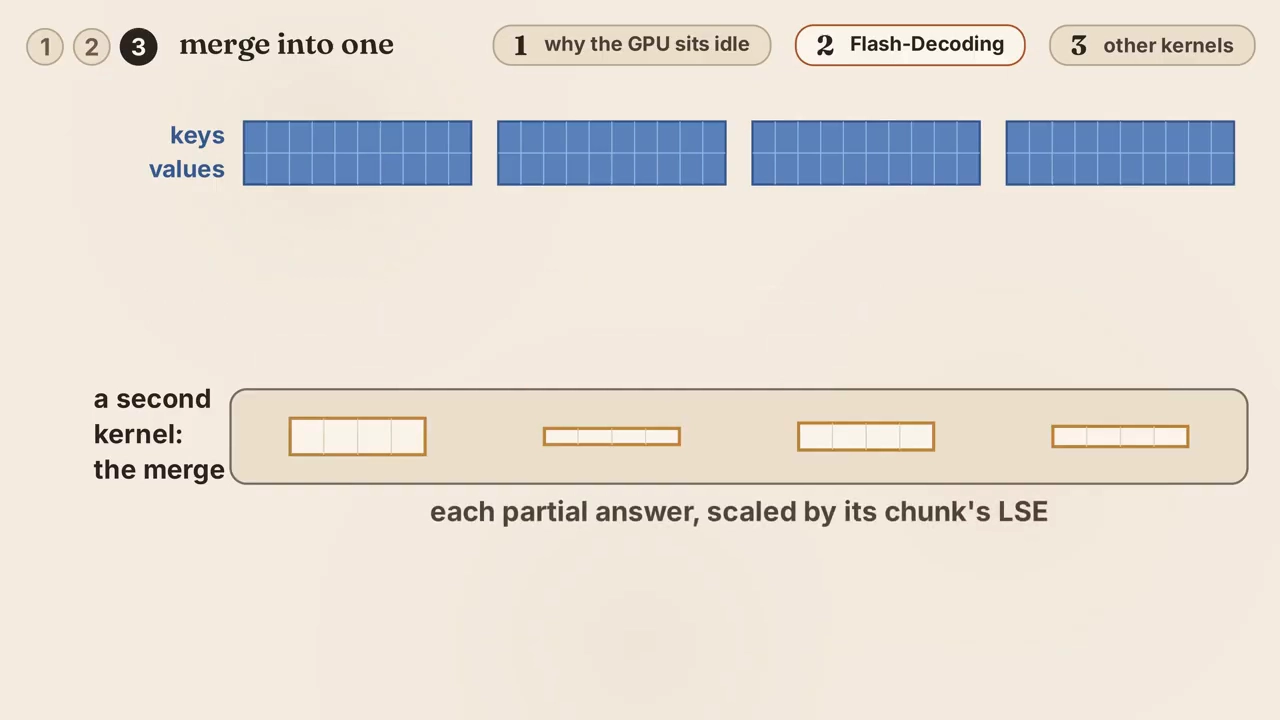 1 2 3 merge into one
1 why the GPU sits idle
2 Flash-Decoding
3 other kernels
keys
values
a second
kernel:
the merge
each partial answer, scaled by its chunk's LSE